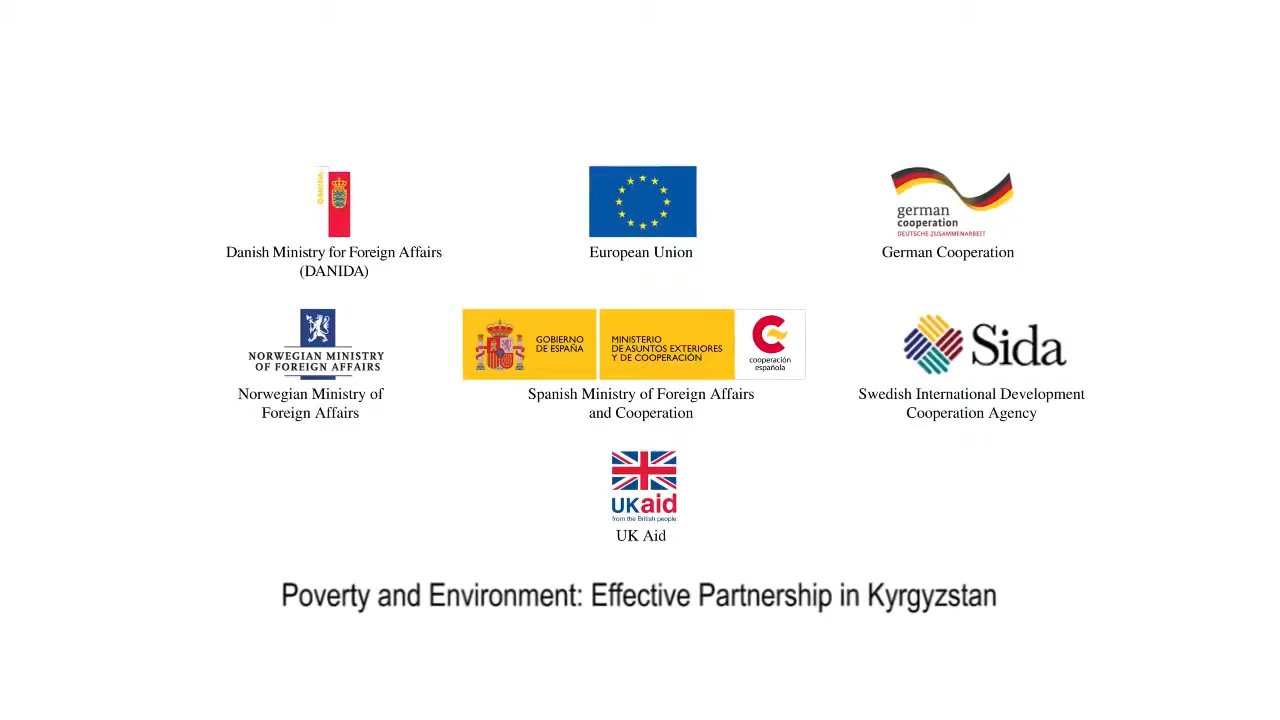 DANIDA
Danish Ministry for Foreign Affairs
(DANIDA)
European Union
german
cooperation
DEUTSCHE ZUSAMMENARBEIT
German Cooperation
NORWEGIAN MINISTRY
OF FOREIGN AFFAIRS
Norwegian Ministry of
Foreign Affairs
GOBIERNO
DE ESPAÑA
MINISTERIO
DE ASUNTOS EXTERIORES
Y DE COOPERACIÓN
cooperación
española
Spanish Ministry of Foreign Affairs
and Cooperation
Sida
Swedish International Development
Cooperation Agency
UKaid
from the British people
UK Aid
Poverty and Environment: Effective Partnership in Kyrgyzstan